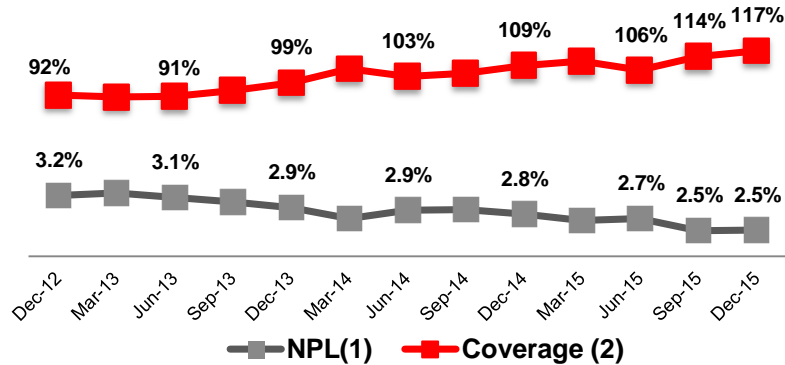 92% 91% 99% 103% 109% 106% 114% 117%
3.2% 3.1% 2.9% 2.9% 2.8% 2.7% 2.5% 2.5%
Dec-12 Mar-13 Jun-13 Sep-13 Dec-13 Mar-14 Jun-14 Sep-14 Dec-14 Mar-15 Jun-15 Sep-15 Dec-15
NPL(1) Coverage (2)